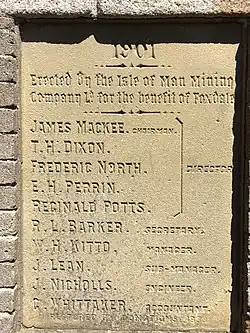 1901
Erected by the Isle of Man Mining
Company Ld for the benefit of Foxdale
JAMES MACKEE. CHAIRMAN.
T. H. DIXON.
FREDERIC NORTH. DIRECTOR
E. H. PERRIN.
REGINALD POTTS.
R. L. BARKER. SECRETARY.
W. H. KITTO. MANAGER.
J. LEAN. SUB-MANAGER.
J. NICHOLLS. ENGINEER.
C. WHITTAKER. ACCOUNTANT.